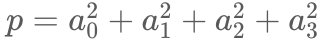 p = a_0^2 + a_1^2 + a_2^2 + a_3^2